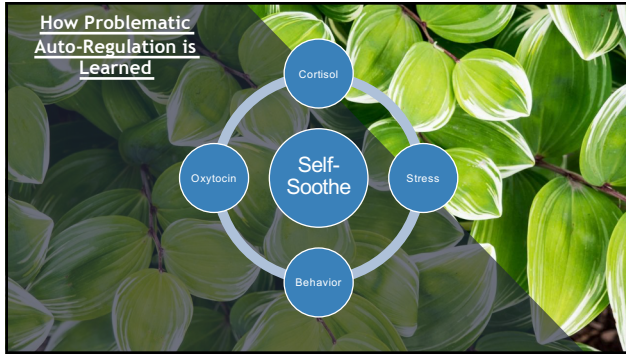 How Problematic
Auto-Regulation is
Learned
Cortisol
Oxytocin
Self-
Soothe
Stress
Behavior